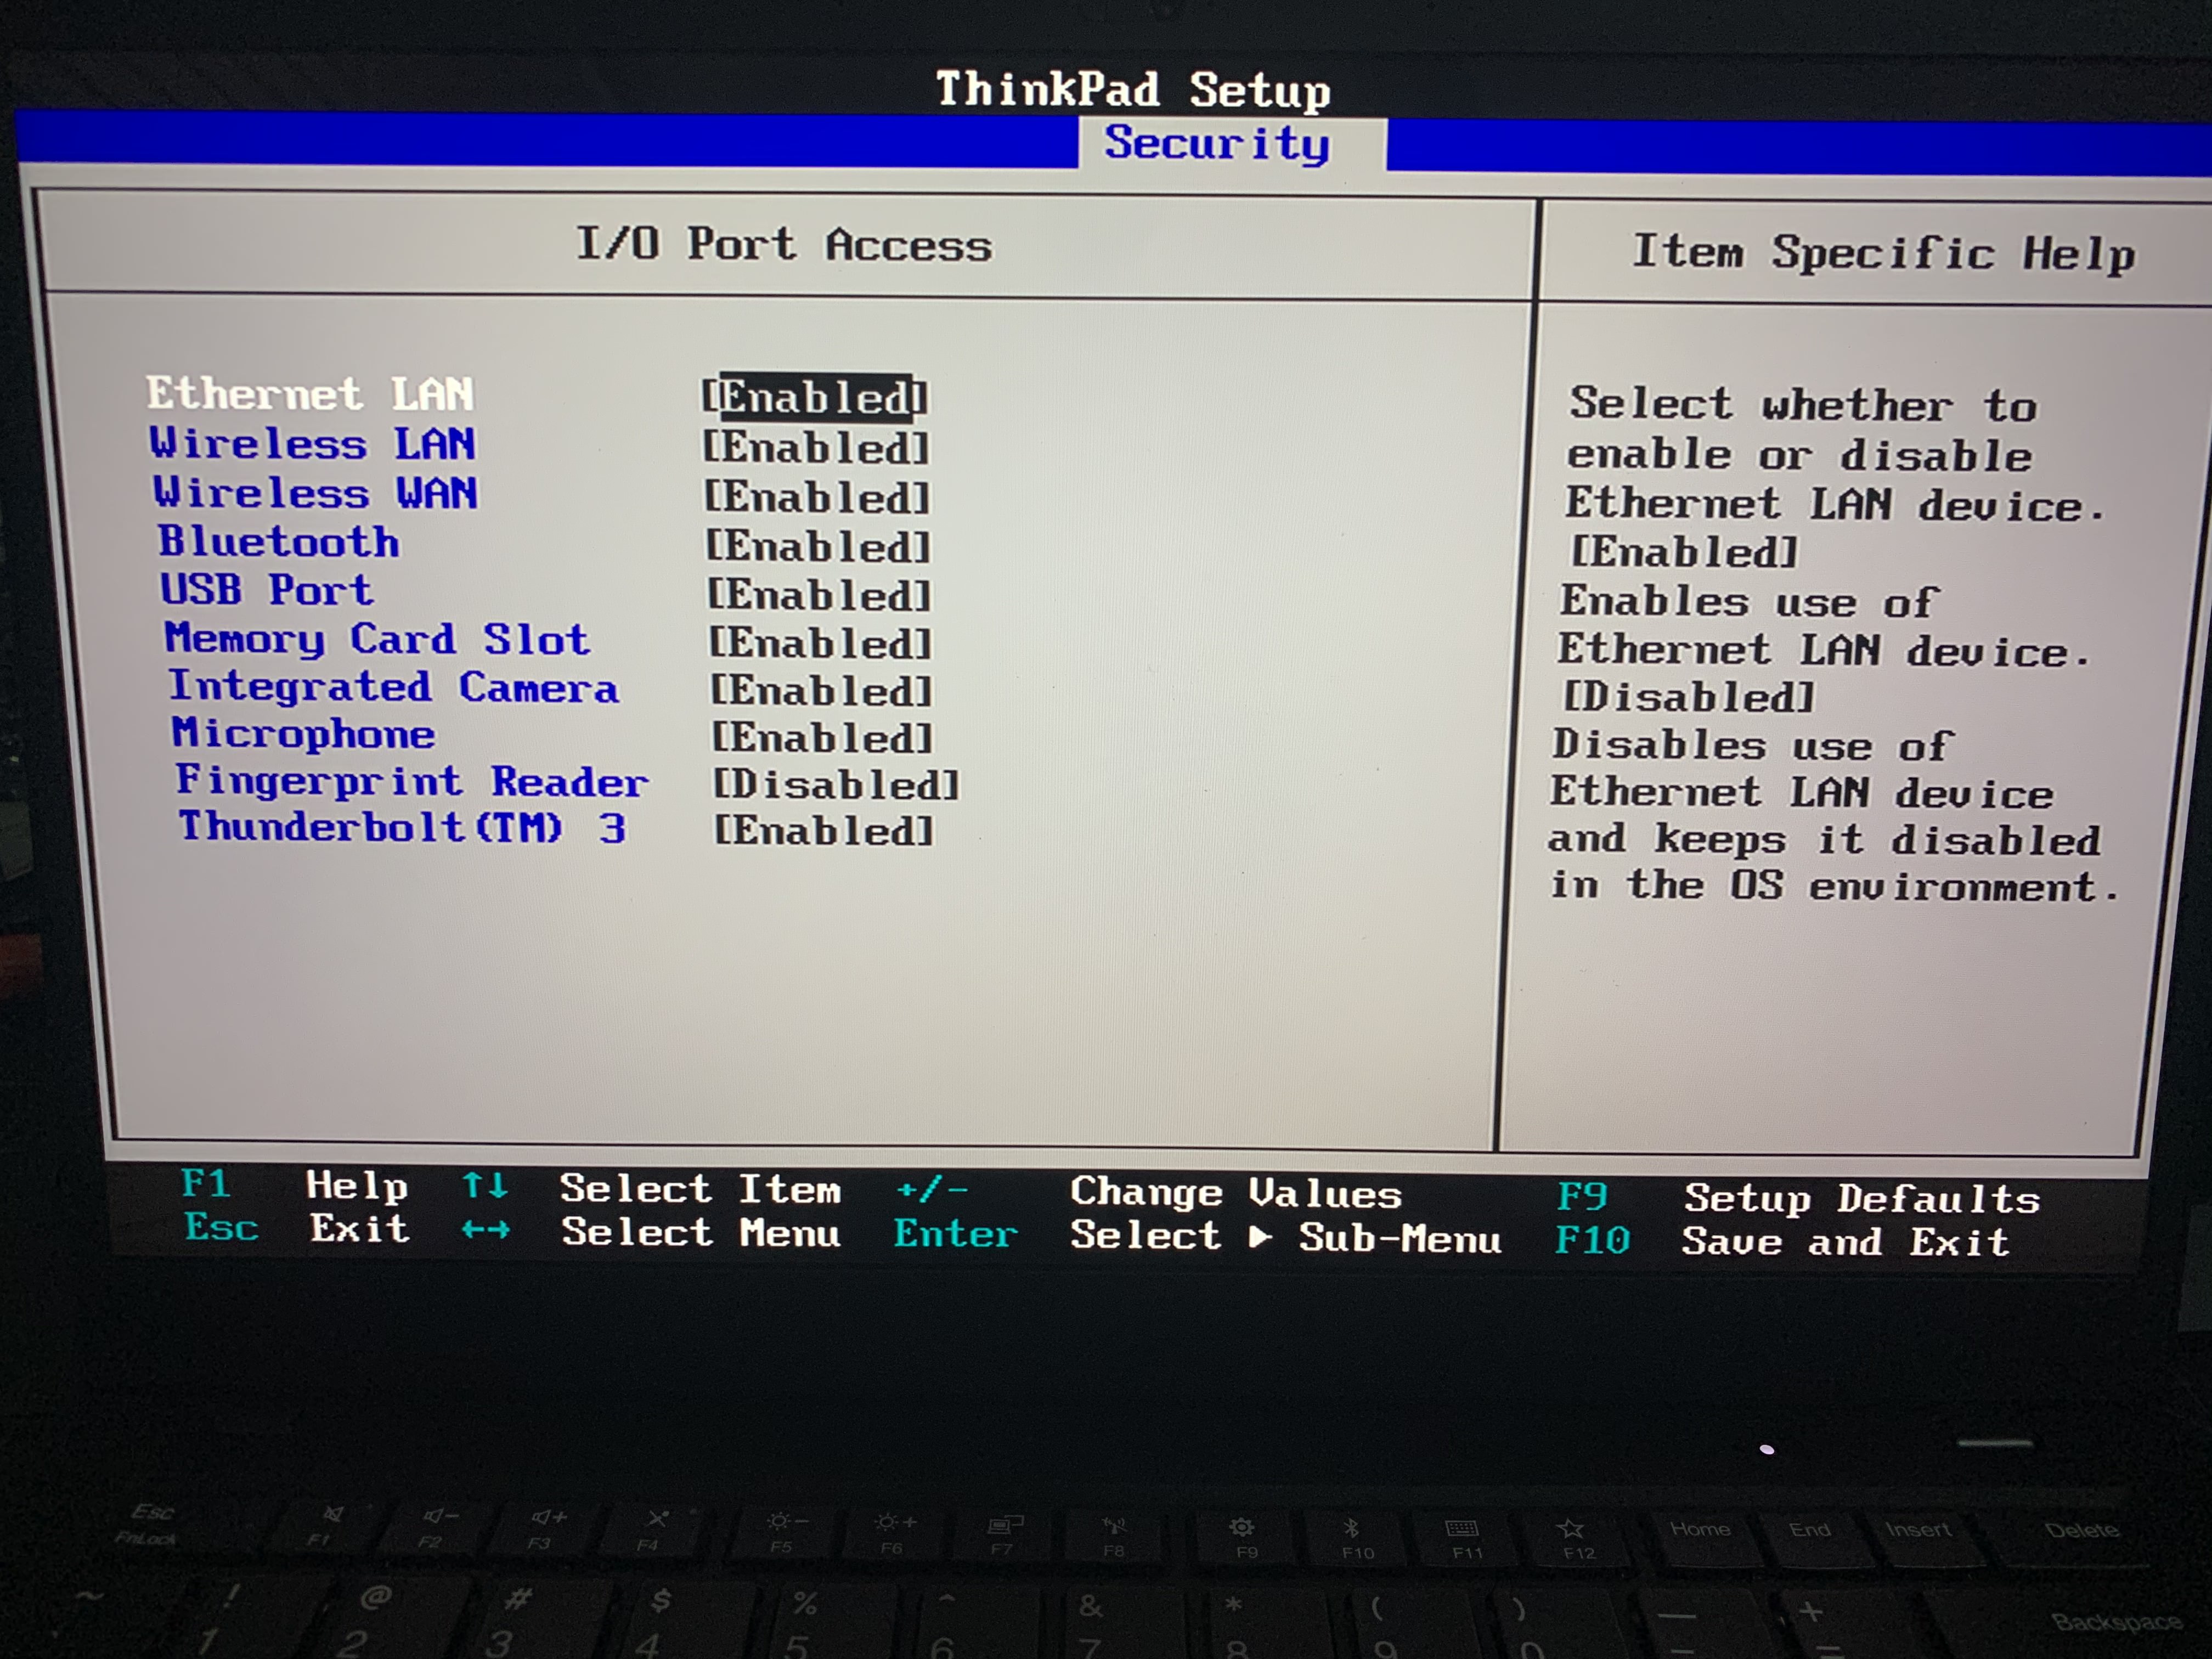 ThinkPad Setup
Security
I/O Port Access
Ethernet LAN [Enabled]
Wireless LAN [Enabled]
Wireless WAN [Enabled]
Bluetooth [Enabled]
USB Port [Enabled]
Memory Card Slot [Enabled]
Integrated Camera [Enabled]
Microphone [Enabled]
Fingerprint Reader [Disabled]
Thunderbolt(TM) 3 [Enabled]
Item Specific Help
Select whether to
enable or disable
Ethernet LAN device.
[Enabled]
Enables use of
Ethernet LAN device.
[Disabled]
Disables use of
Ethernet LAN device
and keeps it disabled
in the OS environment.
F1 Help ↑↓ Select Item +/- Change Values F9 Setup Defaults
Esc Exit ←→ Select Menu Enter Select ▶ Sub-Menu F10 Save and Exit
Esc
FnLock
F1 F2 F3 F4 F5 F6 F7 F8 F9 F10 F11 F12 Home End Insert Delete
~ ! @ # $ % ^ & * ( ) — +
1 2 3 4 5 6 7 8 9 0 - = Backspace